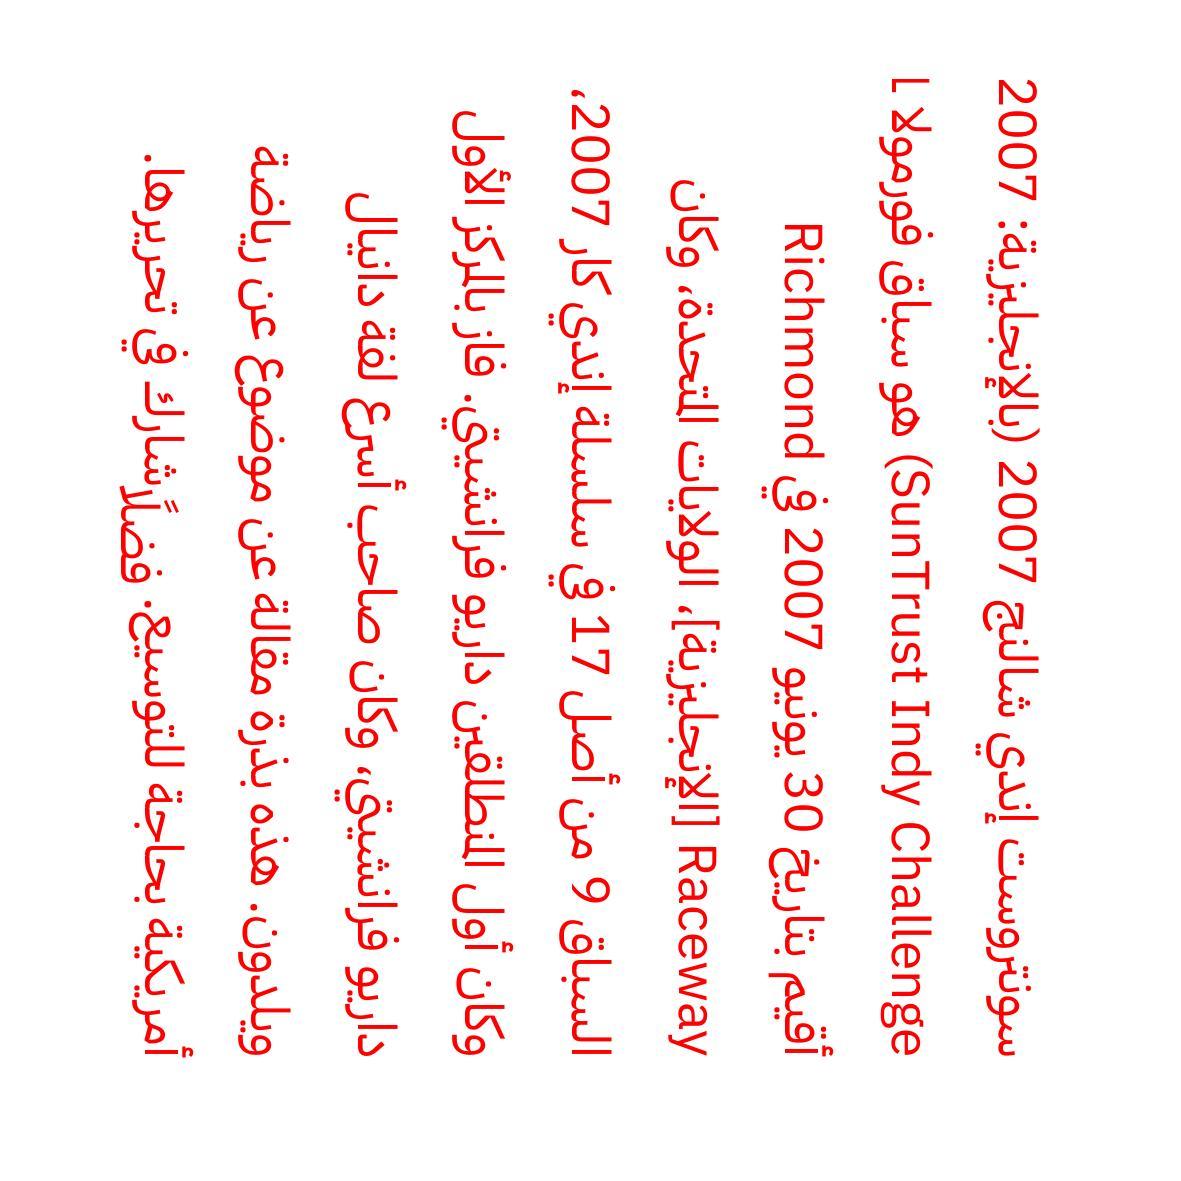 سونتروست إندي شالنج 2007 (بالإنجليزية: 2007
SunTrust Indy Challenge) هو سباق فورمولا ا
أقيم بتاريخ 30 يونيو 2007 في Richmond
Raceway [الإنجليزية]، الولايات المتحدة، وكان
السباق 9 من أصل 17 في سلسلة إندي كار 2007،
وكان أول المنطلقين داريو فرانشيتي. فاز بالمركز الأول
داريو فرانشيتي، وكان صاحب أسرع لفة دانيال
ويلدون. هذه بذرة مقالة عن موضوع عن رياضة
أمريكية بحاجة للتوسيع. فضلًا شارك في تحريرها.